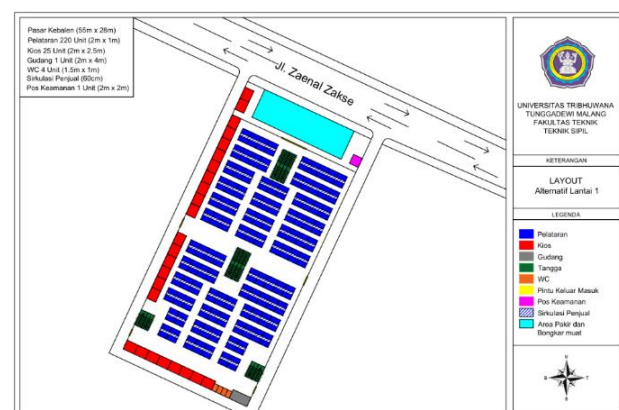 Pasar Kebalen (55m x 28m)
Pelataran 220 Unit (2m x 1m)
Kios 25 Unit (2m x 2.5m)
Gudang 1 Unit (2m x 4m)
WC 4 Unit (1.5m x 1m)
Sirkulasi Penjual (60cm)
Pos Keamanan 1 Unit (2m x 2m)
Jl. Zaenal Zakse
UNIVERSITAS TRIBHUWANA
TUNGGADEWI MALANG
FAKULTAS TEKNIK
TEKNIK SIPIL
KETERANGAN
LAYOUT
Alternatif Lantai 1
LEGENDA
Pelataran
Kios
Gudang
Tangga
WC
Pintu Keluar Masuk
Pos Keamanan
Sirkulasi Penjual
Area Pakir dan
Bongkar muat